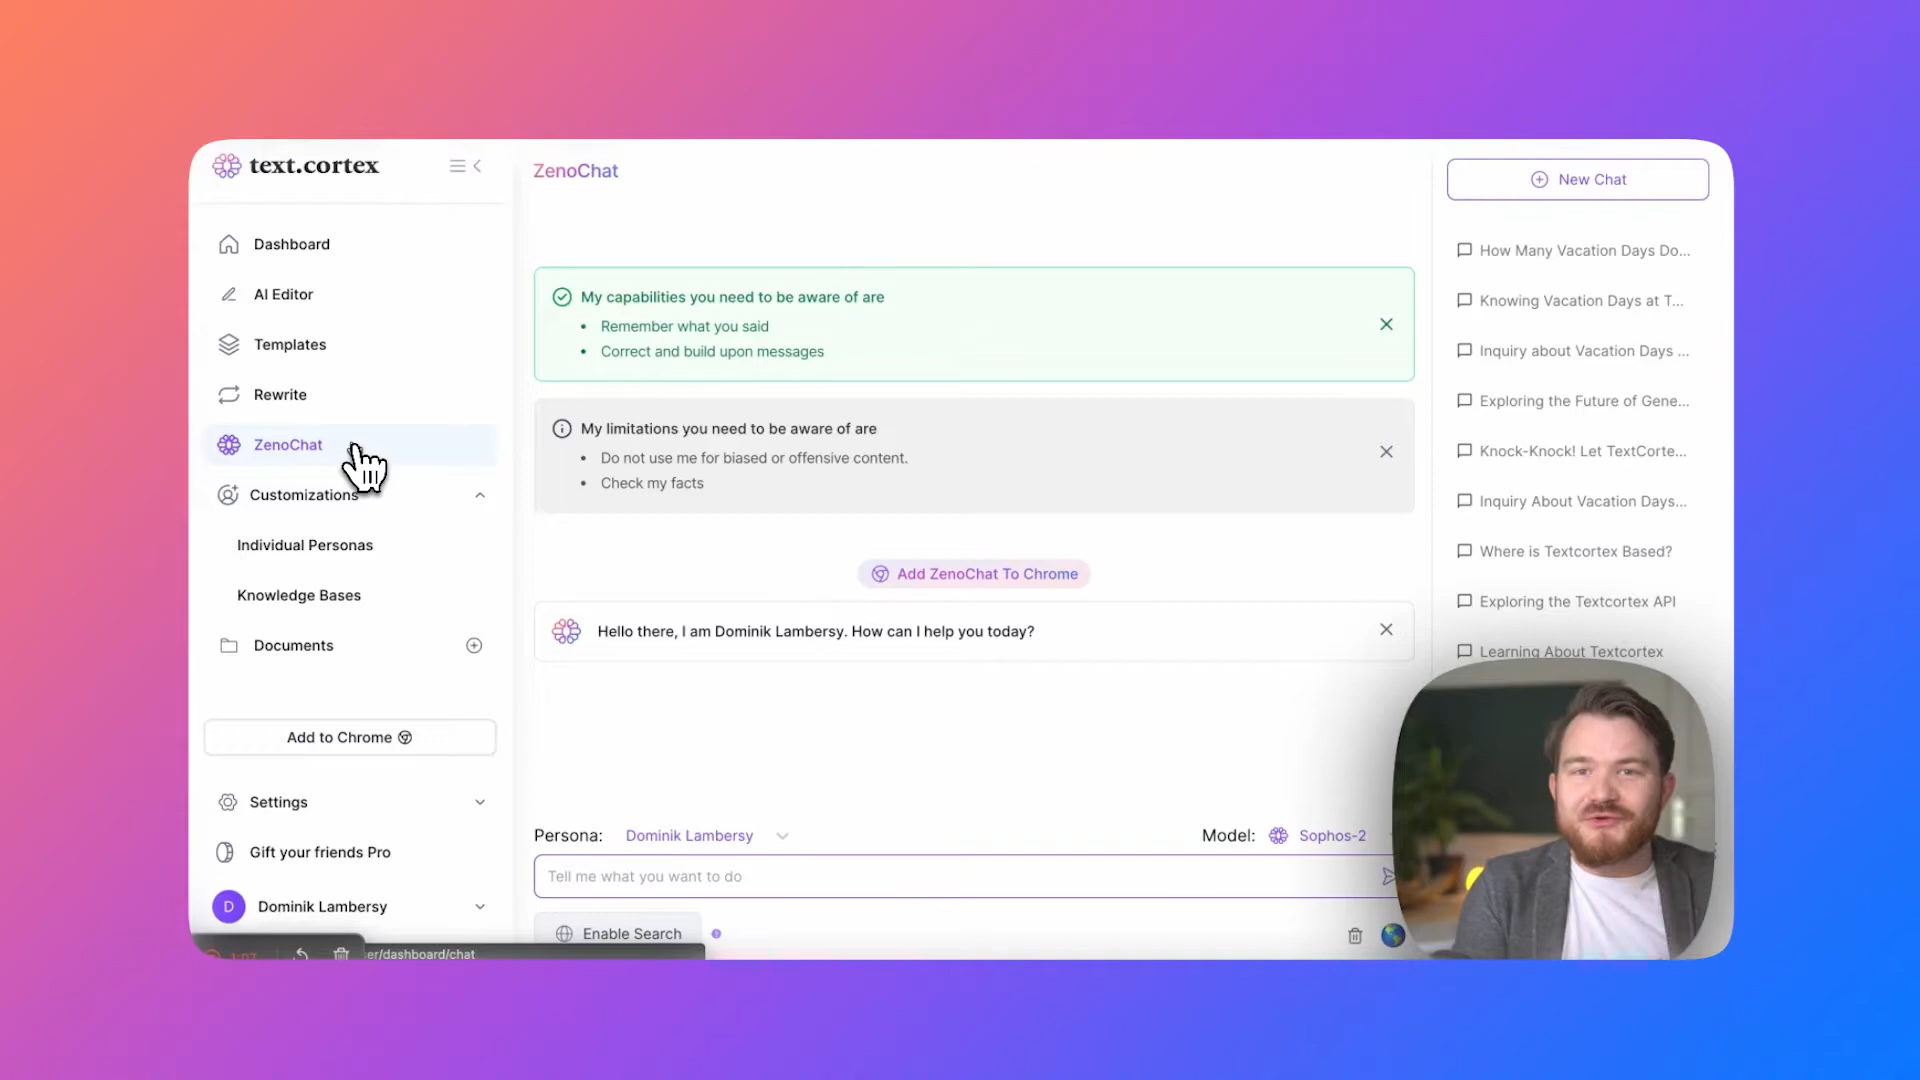 text.cortex
Dashboard
AI Editor
Templates
Rewrite
ZenoChat
Customizations
Individual Personas
Knowledge Bases
Documents
Add to Chrome
Settings
Gift your friends Pro
D
Dominik Lambersy
1:07
er/dashboard/chat
ZenoChat
My capabilities you need to be aware of are
• Remember what you said
• Correct and build upon messages
My limitations you need to be aware of are
• Do not use me for biased or offensive content.
• Check my facts
Add ZenoChat To Chrome
Hello there, I am Dominik Lambersy. How can I help you today?
Persona: Dominik Lambersy
Model: Sophos-2
Tell me what you want to do
Enable Search
New Chat
How Many Vacation Days Do...
Knowing Vacation Days at T...
Inquiry about Vacation Days ...
Exploring the Future of Gene...
Knock-Knock! Let TextCorte...
Inquiry About Vacation Days...
Where is Textcortex Based?
Exploring the Textcortex API
Learning About Textcortex